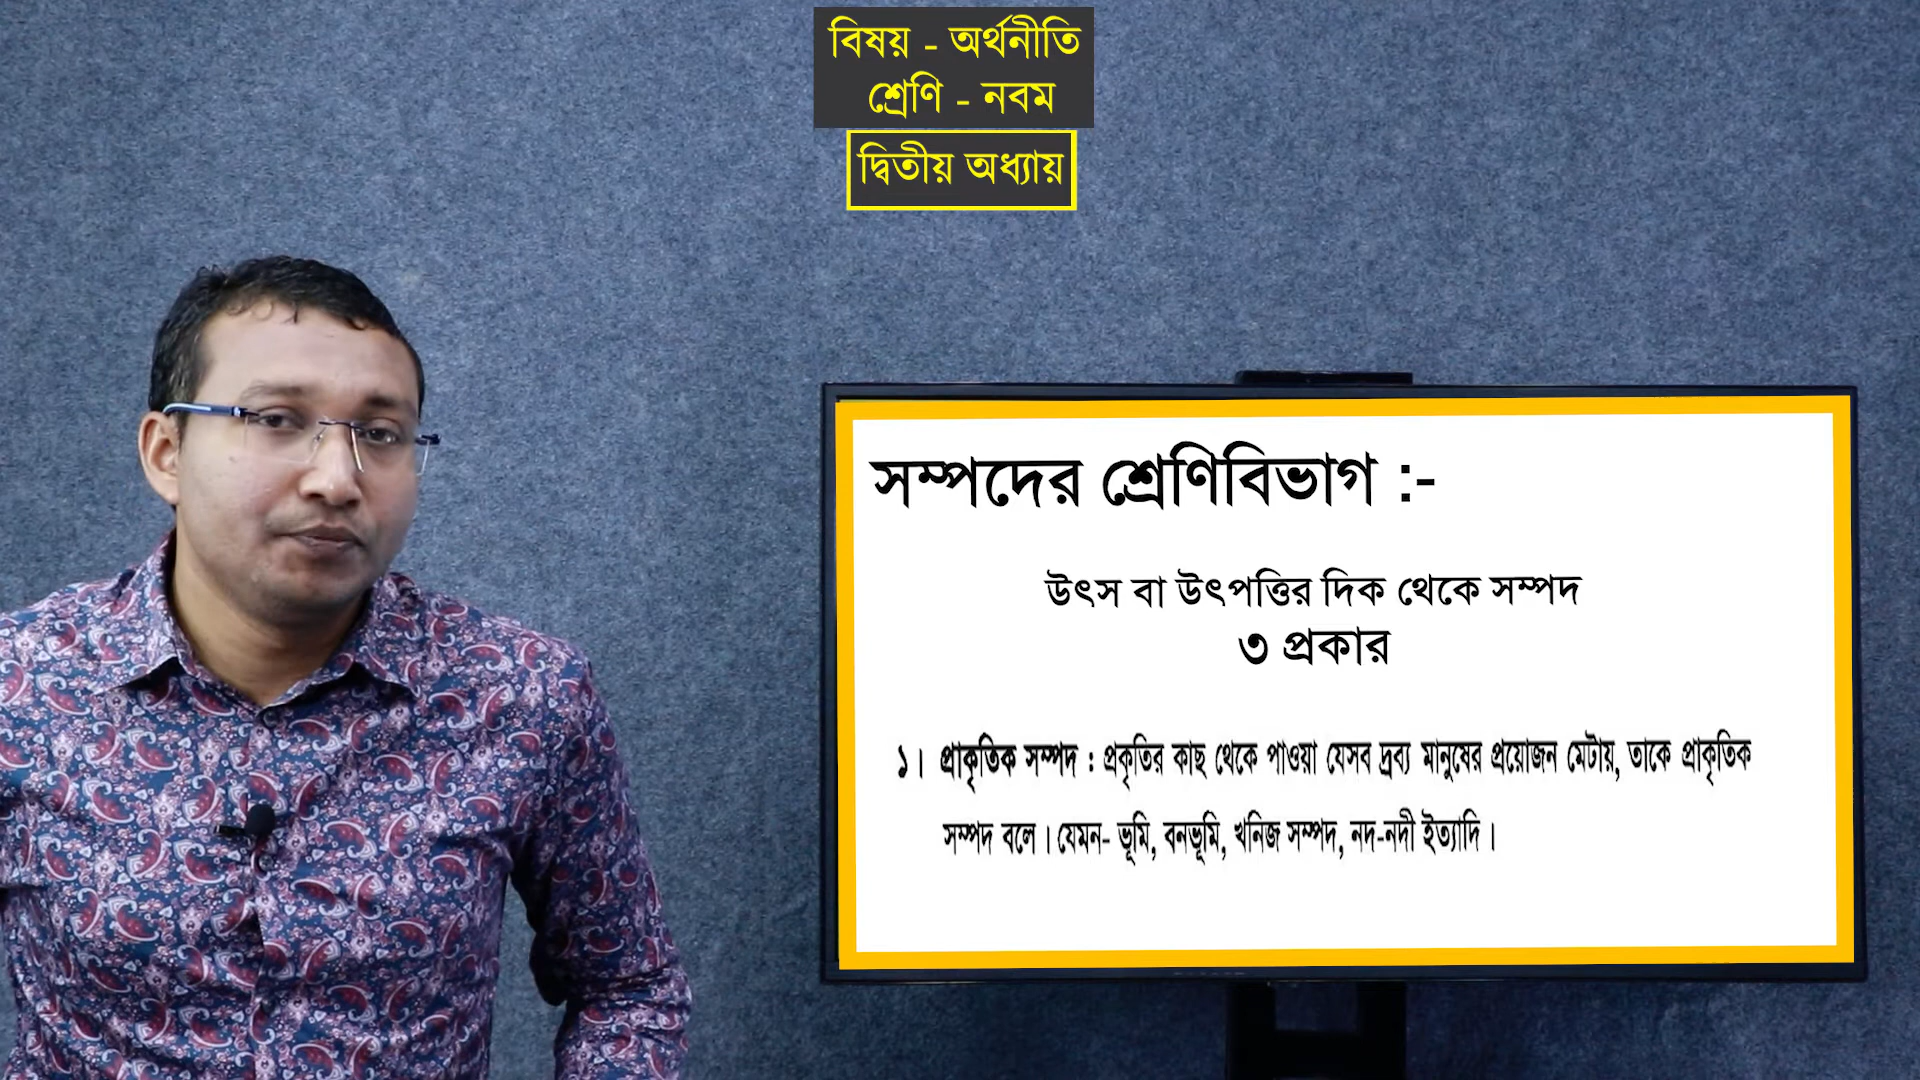 বিষয় - অর্থনীতি
শ্রেণি - নবম
দ্বিতীয় অধ্যায়
সম্পদের শ্রেণিবিভাগ :-
উৎস বা উৎপত্তির দিক থেকে সম্পদ
৩ প্রকার
১। প্রাকৃতিক সম্পদ : প্রকৃতির কাছ থেকে পাওয়া যেসব দ্রব্য মানুষের প্রয়োজন মেটায়, তাকে প্রাকৃতিক
সম্পদ বলে। যেমন- ভূমি, বনভূমি, খনিজ সম্পদ, নদ-নদী ইত্যাদি।